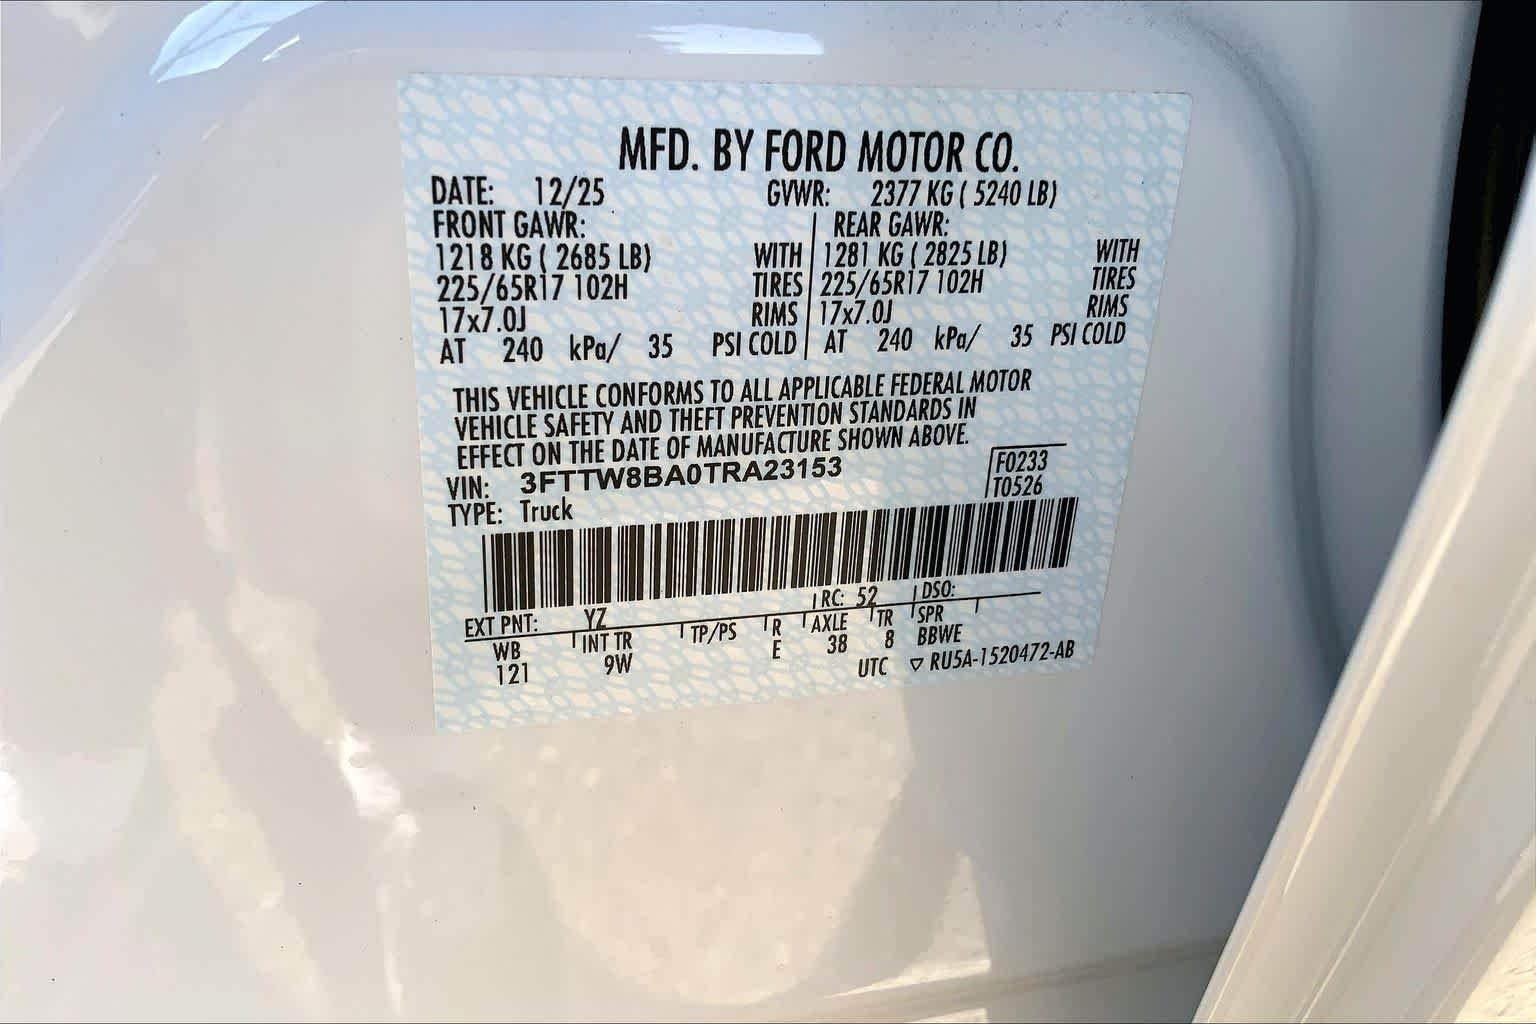 MFD. BY FORD MOTOR CO.
DATE: 12/25 GVWR: 2377 KG ( 5240 LB)
FRONT GAWR: REAR GAWR:
1218 KG ( 2685 LB) WITH 1281 KG ( 2825 LB) WITH
225/65R17 102H TIRES 225/65R17 102H TIRES
17x7.0J RIMS 17x7.0J RIMS
AT 240 kPa/ 35 PSI COLD AT 240 kPa/ 35 PSI COLD
THIS VEHICLE CONFORMS TO ALL APPLICABLE FEDERAL MOTOR
VEHICLE SAFETY AND THEFT PREVENTION STANDARDS IN
EFFECT ON THE DATE OF MANUFACTURE SHOWN ABOVE.
VIN: 3FTTW8BA0TRA23153 F0233
TYPE: Truck T0526
EXT PNT: YZ RC: 52 DSO:
WB INT TR TP/PS R AXLE TR SPR
121 9W E 38 8 BBWE
UTC ▽ RU5A-1520472-AB